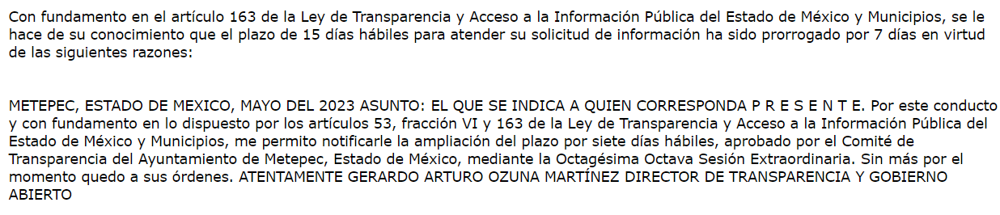 Con fundamento en el artículo 163 de la Ley de Transparencia y Acceso a la Información Pública del Estado de México y Municipios, se le
hace de su conocimiento que el plazo de 15 días hábiles para atender su solicitud de información ha sido prorrogado por 7 días en virtud
de las siguientes razones:
METEPEC, ESTADO DE MEXICO, MAYO DEL 2023 ASUNTO: EL QUE SE INDICA A QUIEN CORRESPONDA P R E S E N T E. Por este conducto
y con fundamento en lo dispuesto por los artículos 53, fracción VI y 163 de la Ley de Transparencia y Acceso a la Información Pública del
Estado de México y Municipios, me permito notificarle la ampliación del plazo por siete días hábiles, aprobado por el Comité de
Transparencia del Ayuntamiento de Metepec, Estado de México, mediante la Octagésima Octava Sesión Extraordinaria. Sin más por el
momento quedo a sus órdenes. ATENTAMENTE GERARDO ARTURO OZUNA MARTÍNEZ DIRECTOR DE TRANSPARENCIA Y GOBIERNO
ABIERTO